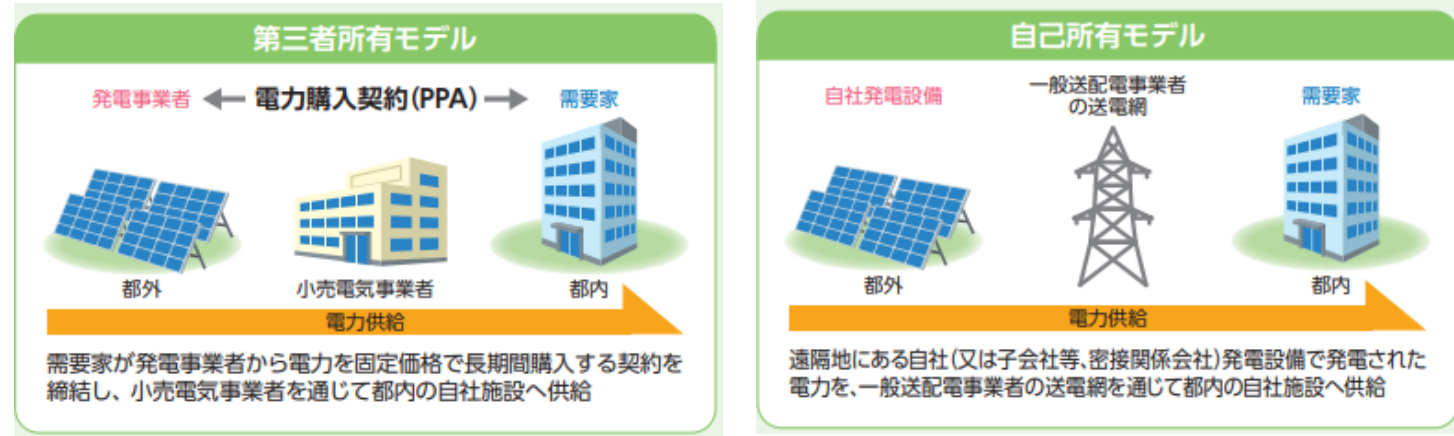 第三者所有モデル
発電事業者 ← 電力購入契約(PPA) → 需要家
都外 小売電気事業者 都内
電力供給
需要家が発電事業者から電力を固定価格で長期間購入する契約を
締結し、小売電気事業者を通じて都内の自社施設へ供給
自己所有モデル
自社発電設備 一般送配電事業者 需要家
の送電網
都外 都内
電力供給
遠隔地にある自社(又は子会社等、密接関係会社)発電設備で発電された
電力を、一般送配電事業者の送電網を通じて都内の自社施設へ供給